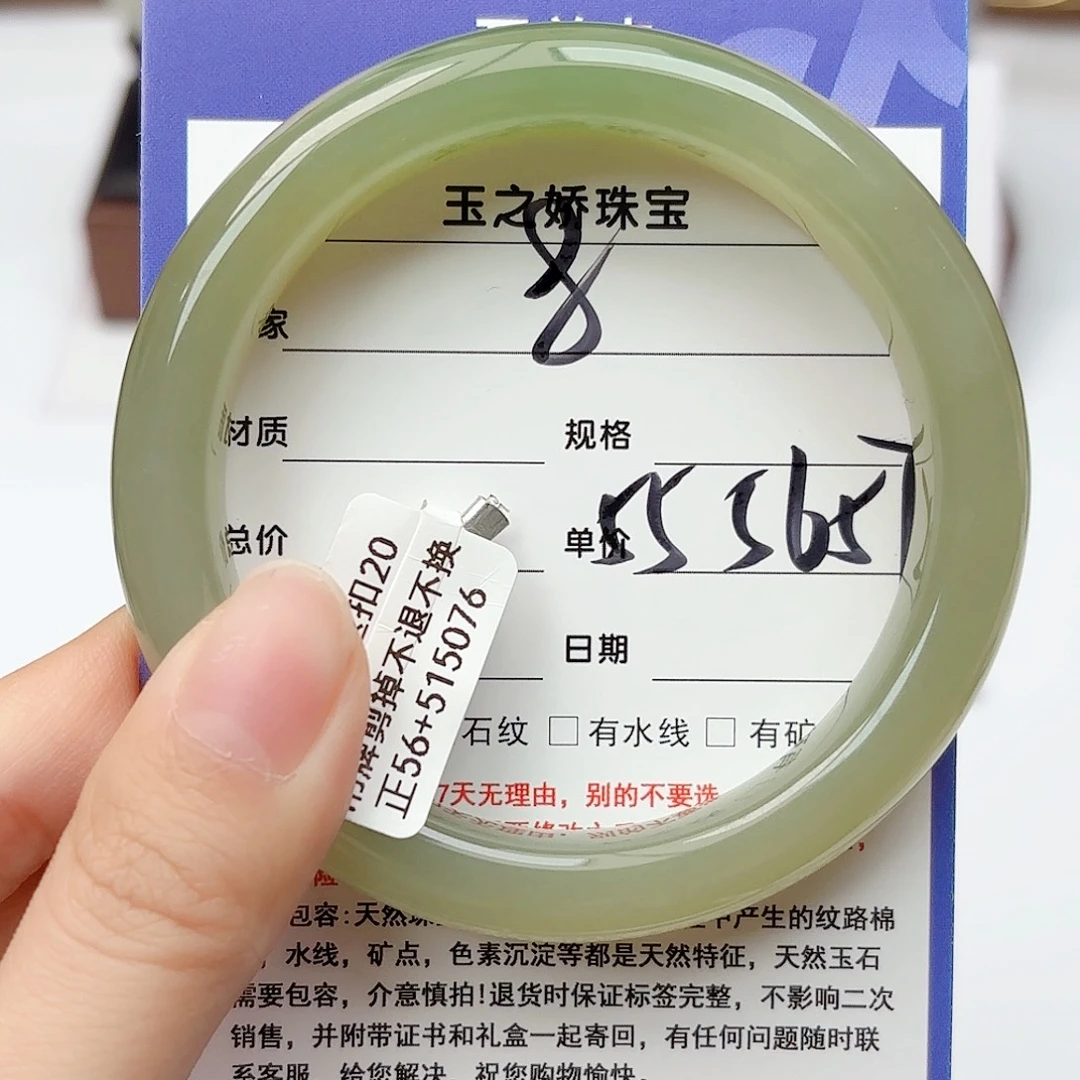 玉之娇珠宝
8
家
材质
规格
总价
单价
日期
扣20
剪掉不退不换
正56+515076
石纹 □有水线 □有矿
7天无理由，别的不要选
险
包容:天然
中产生的纹路棉
，水线，矿点，色素沉淀等都是天然特征，天然玉石
需要包容，介意慎拍!退货时保证标签完整，不影响二次
销售，并附带证书和礼盒一起寄回，有任何问题随时联
系客服，给您解决，祝您购物愉快。